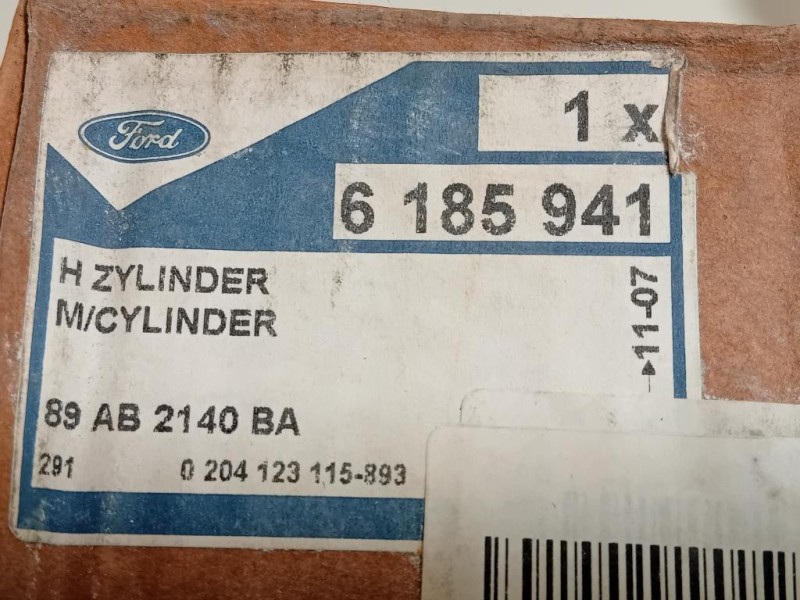 Ford
1 x
6 185 941
H ZYLINDER
M/CYLINDER
11-07
89 AB 2140 BA
291 0 204 123 115-893